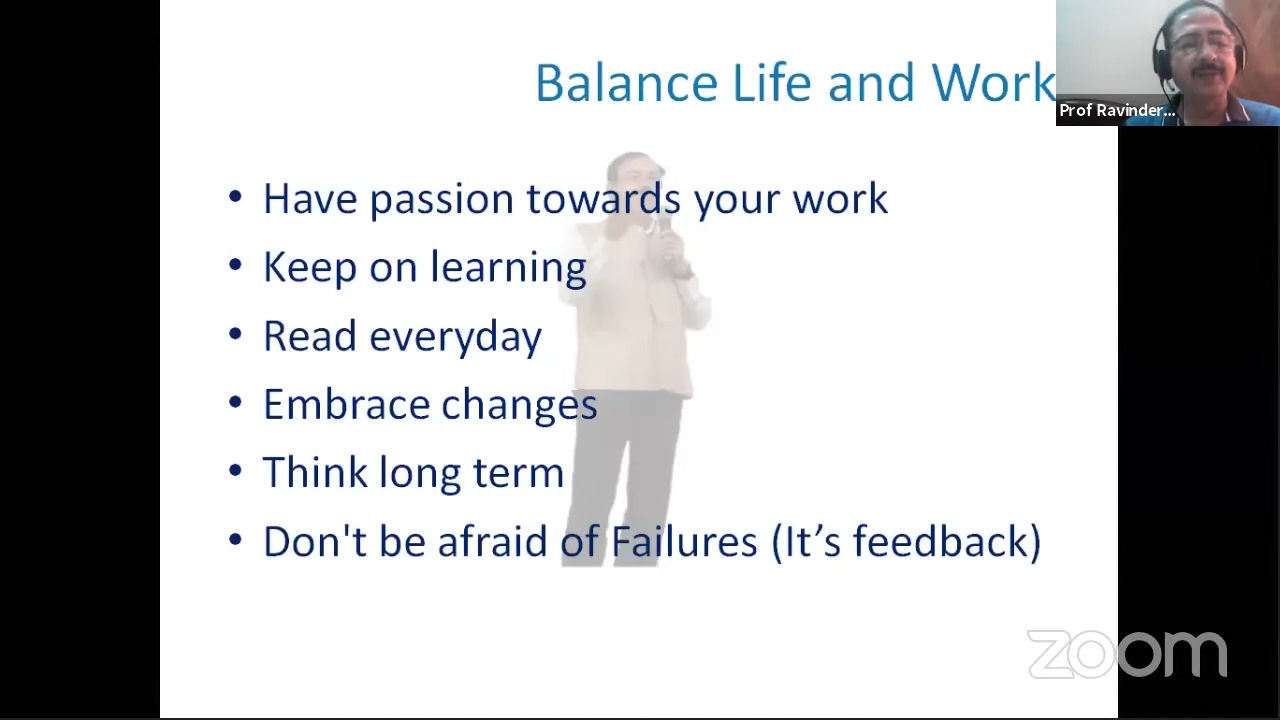 Balance Life and Work
Prof Ravinder...
• Have passion towards your work
• Keep on learning
• Read everyday
• Embrace changes
• Think long term
• Don't be afraid of Failures (It’s feedback)
zoom